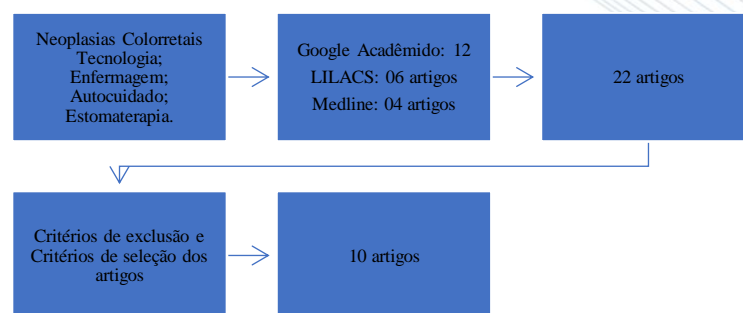 Neoplasias Colorretais
Tecnologia;
Enfermagem;
Autocuidado;
Estomaterapia.
Google Acadêmido: 12
LILACS: 06 artigos
Medline: 04 artigos
22 artigos
Critérios de exclusão e
Critérios de seleção dos
artigos
10 artigos